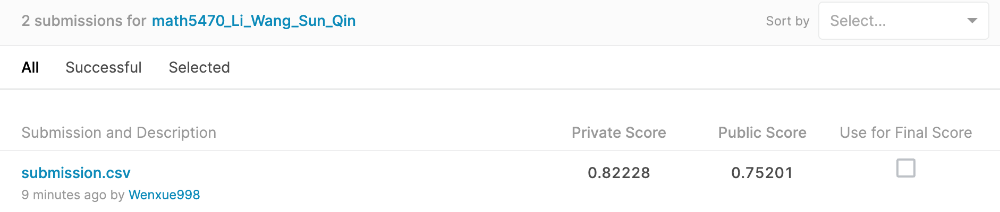 2 submissions for math5470_Li_Wang_Sun_Qin Sort by Select...
All Successful Selected
Submission and Description Private Score Public Score Use for Final Score
submission.csv 0.82228 0.75201
9 minutes ago by Wenxue998